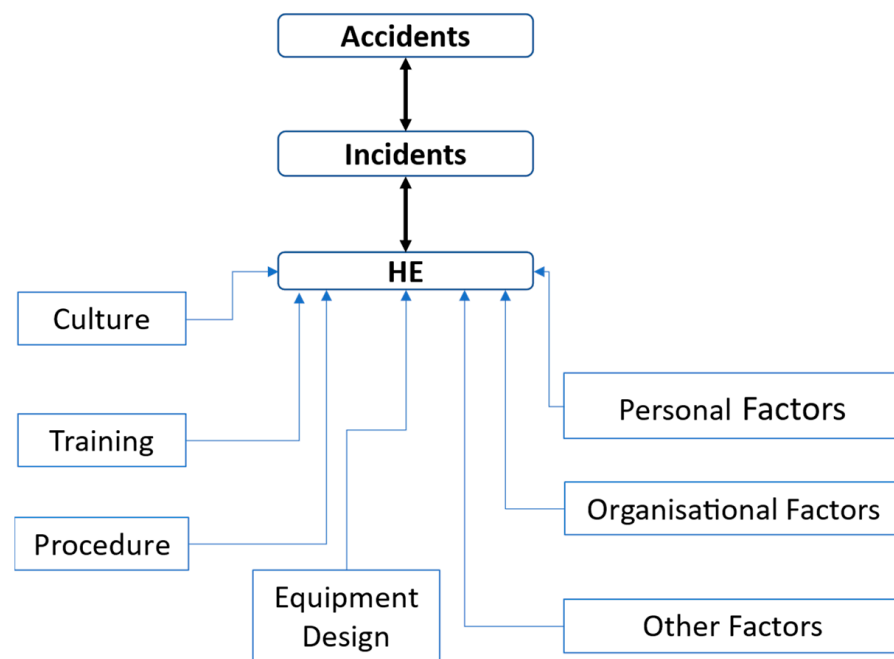 Accidents
Incidents
HE
Culture
Training
Procedure
Equipment
Design
Personal Factors
Organisational Factors
Other Factors